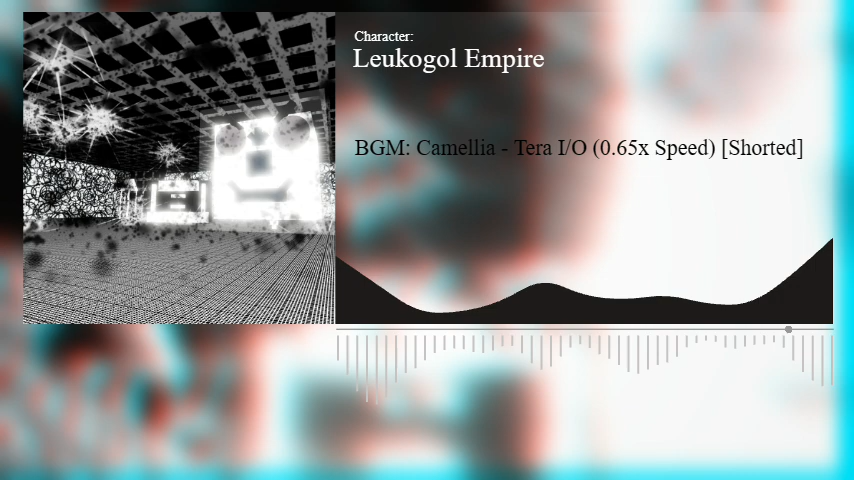 Character:
Leukogol Empire
BGM: Camellia - Tera I/O (0.65x Speed) [Shorted]